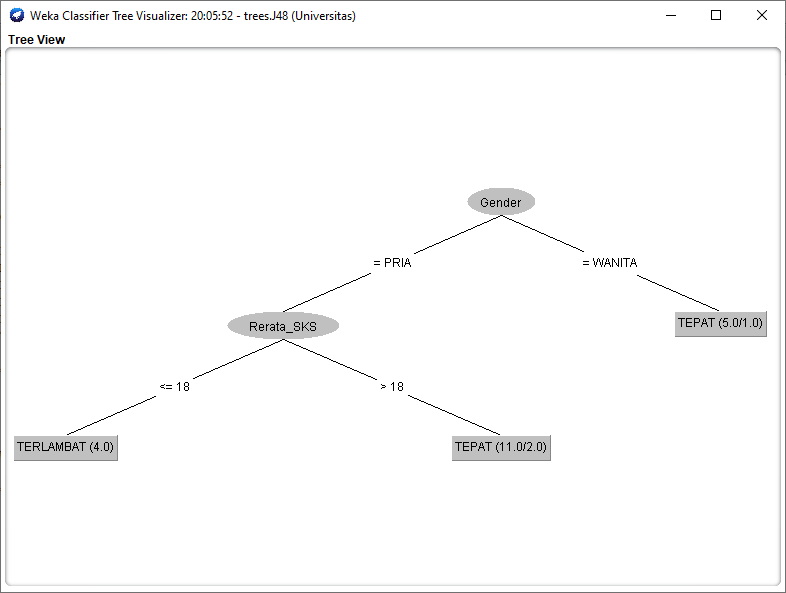 Weka Classifier Tree Visualizer: 20:05:52 - trees.J48 (Universitas)
Tree View
Gender
= PRIA
= WANITA
Rerata_SKS
TEPAT (5.0/1.0)
<= 18
> 18
TERLAMBAT (4.0)
TEPAT (11.0/2.0)